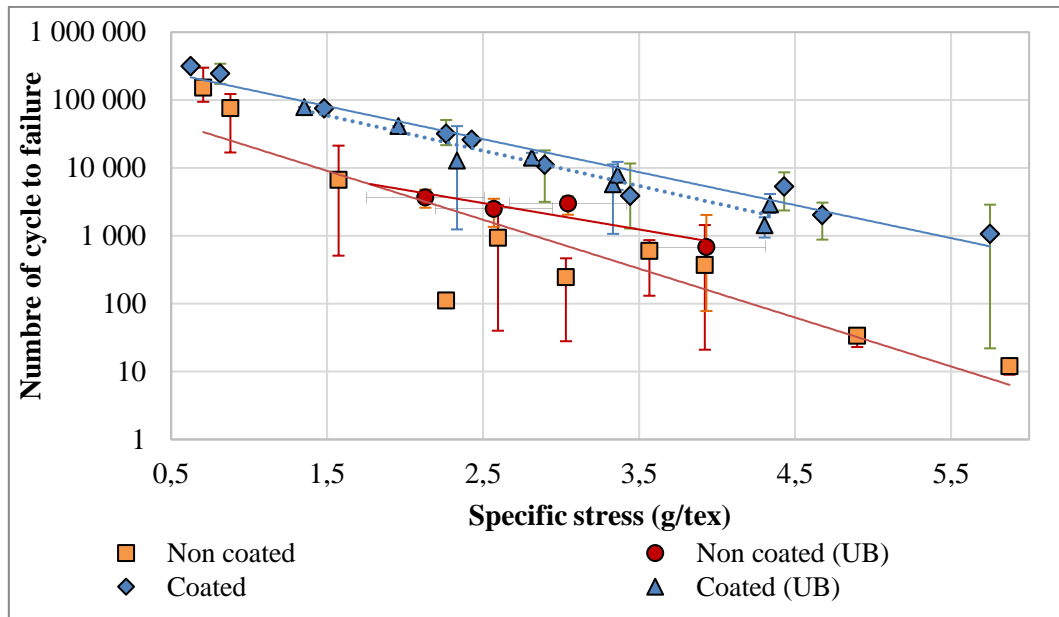 Numbre of cycle to failure
1 000 000
100 000
10 000
1 000
100
10
1
0,5 1,5 2,5 3,5 4,5 5,5
Specific stress (g/tex)
Non coated
Non coated (UB)
Coated
Coated (UB)